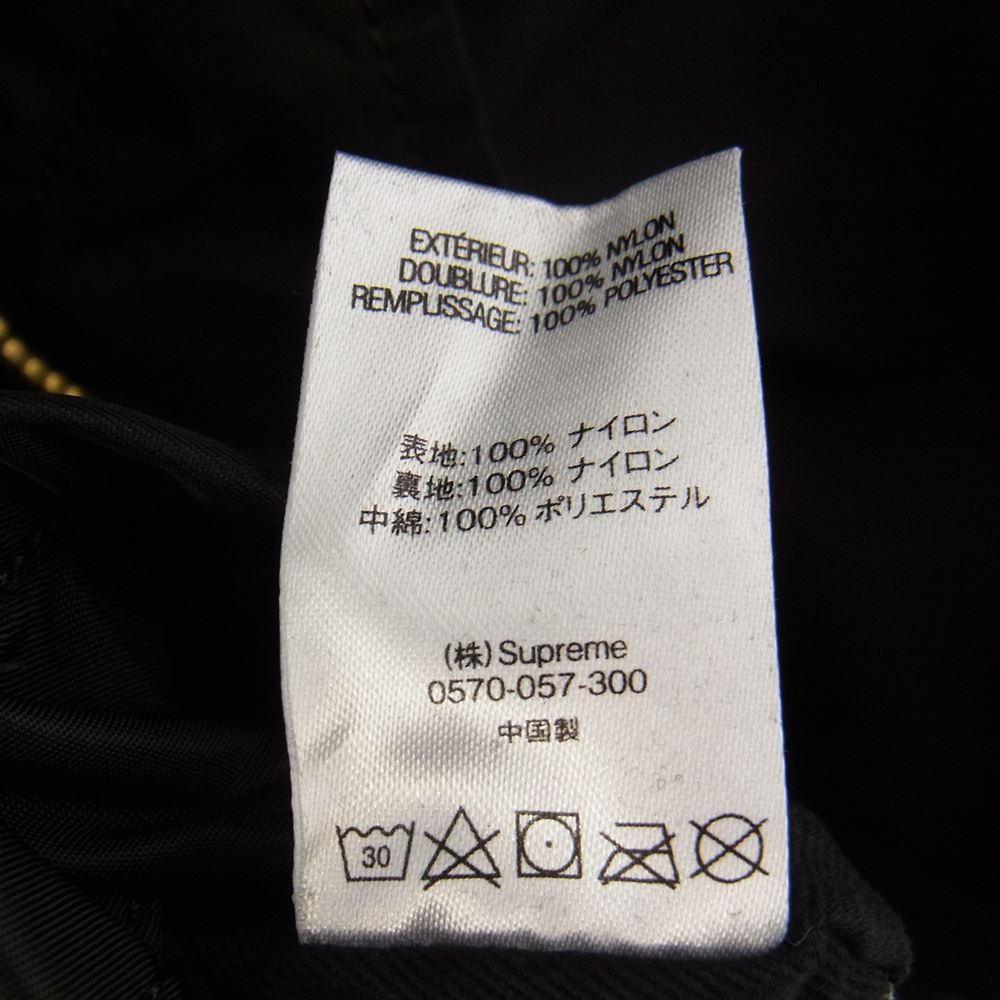 EXTÉRIEUR: 100% NYLON
DOUBLURE: 100% NYLON
REMPLISSAGE: 100% POLYESTER
表地:100% ナイロン
裏地:100% ナイロン
中綿:100% ポリエステル
(株)Supreme
0570-057-300
中国製
30